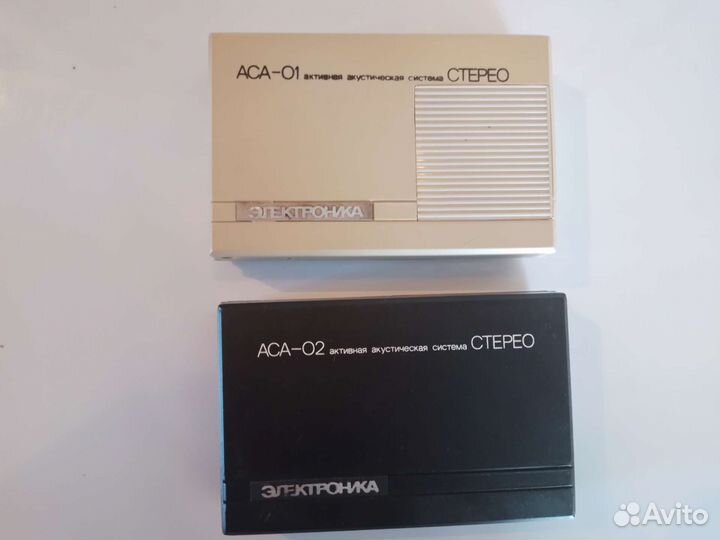 АСА-01 активная акустическая система СТЕРЕО
ЭЛЕКТРОНИКА
АСА-02 активная акустическая система СТЕРЕО
ЭЛЕКТРОНИКА
Avito